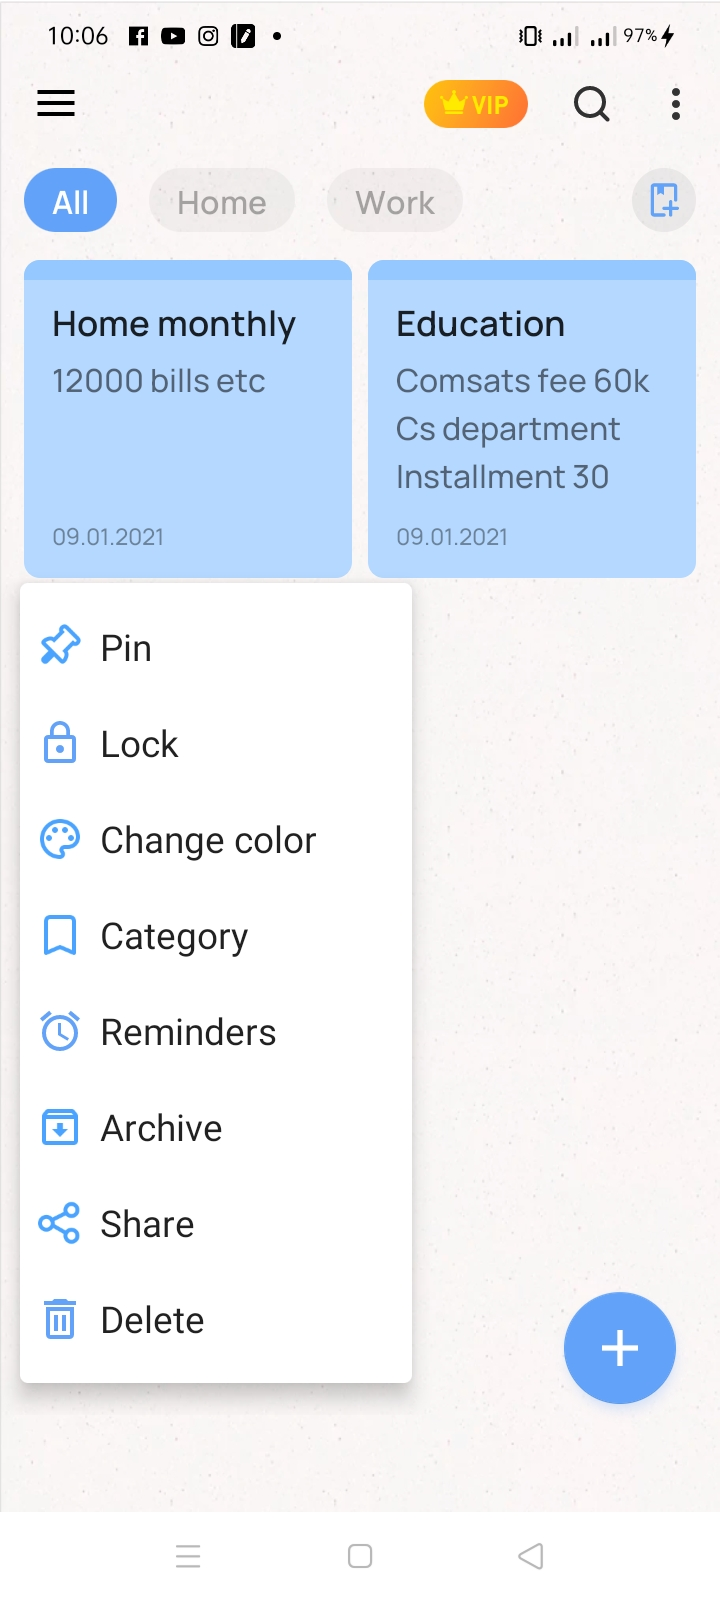 10:06 97%
VIP
All Home Work
Home monthly
12000 bills etc
09.01.2021
Education
Comsats fee 60k
Cs department
Installment 30
09.01.2021
Pin
Lock
Change color
Category
Reminders
Archive
Share
Delete